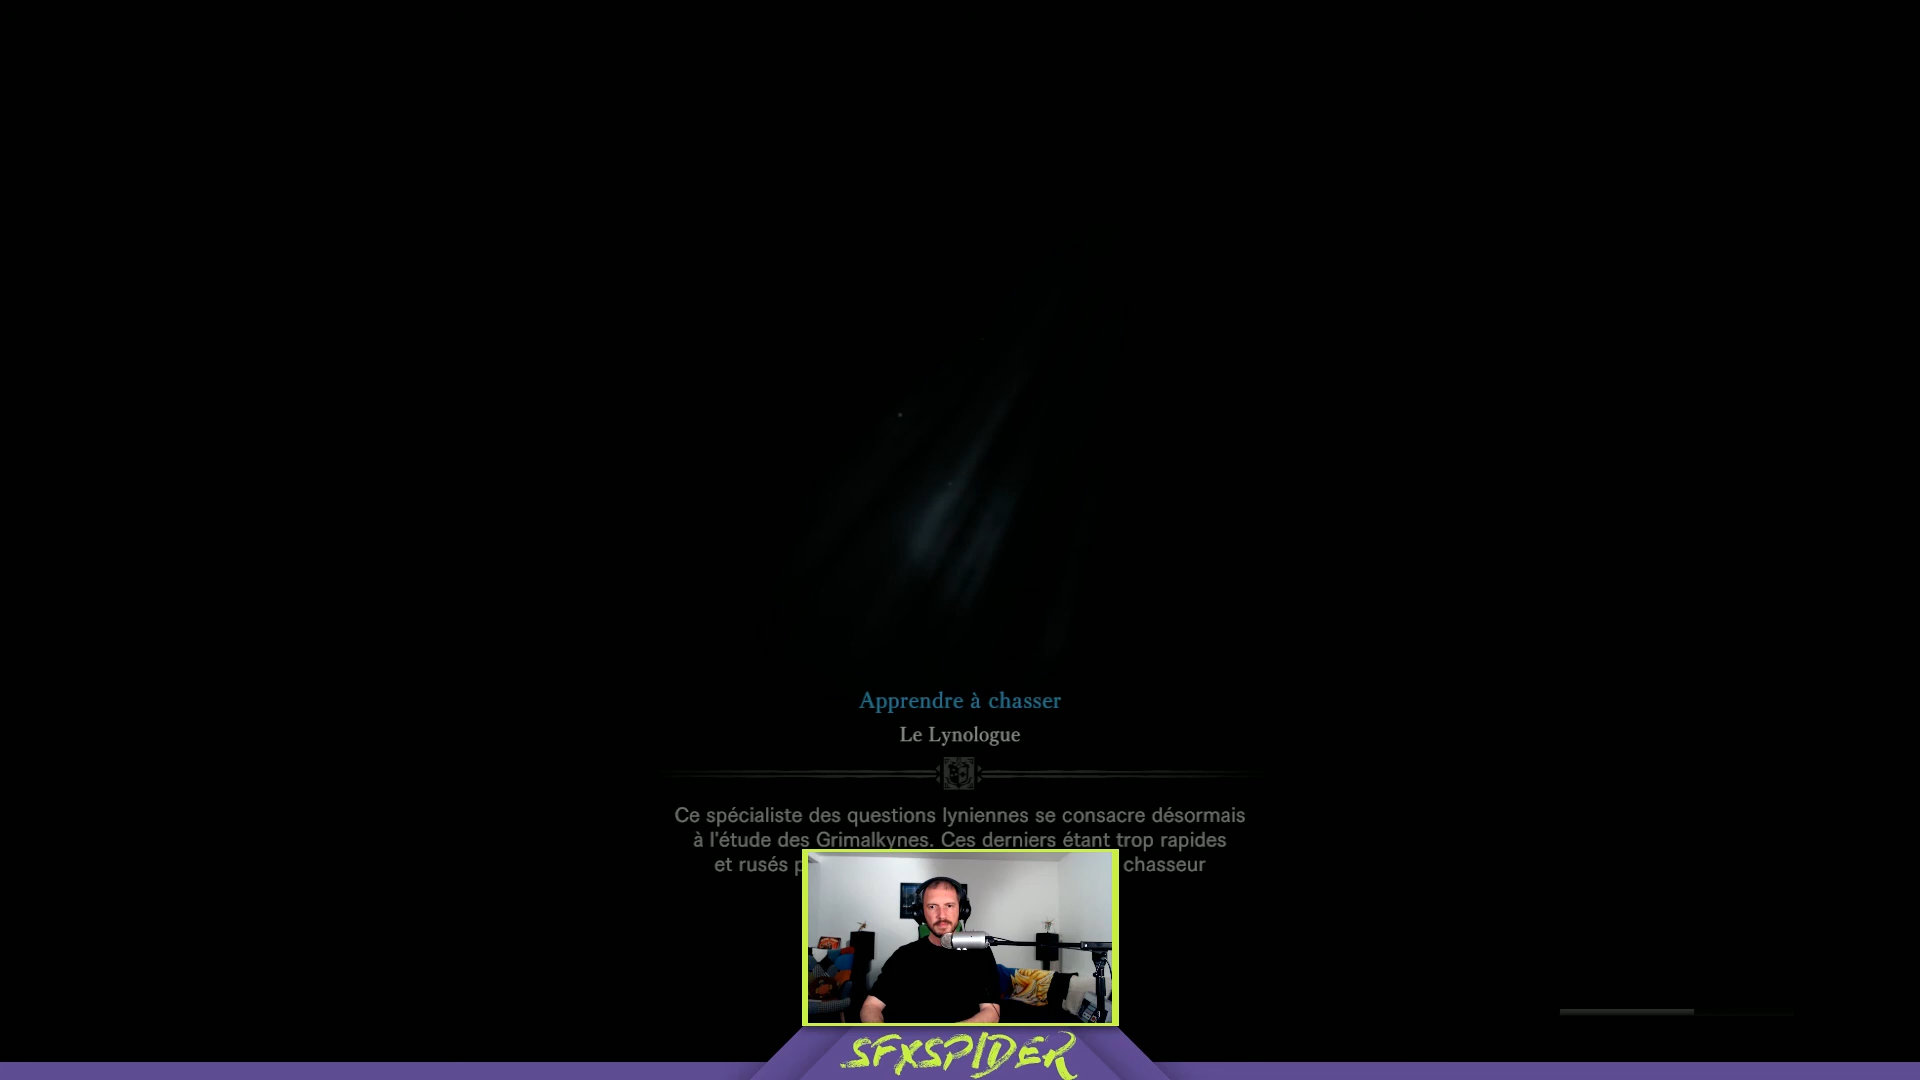 Apprendre à chasser
Le Lynologue
Ce spécialiste des questions lyniennes se consacre désormais
à l'étude des Grimalkynes. Ces derniers étant trop rapides
et rusés chasseur
SFXSPIDER